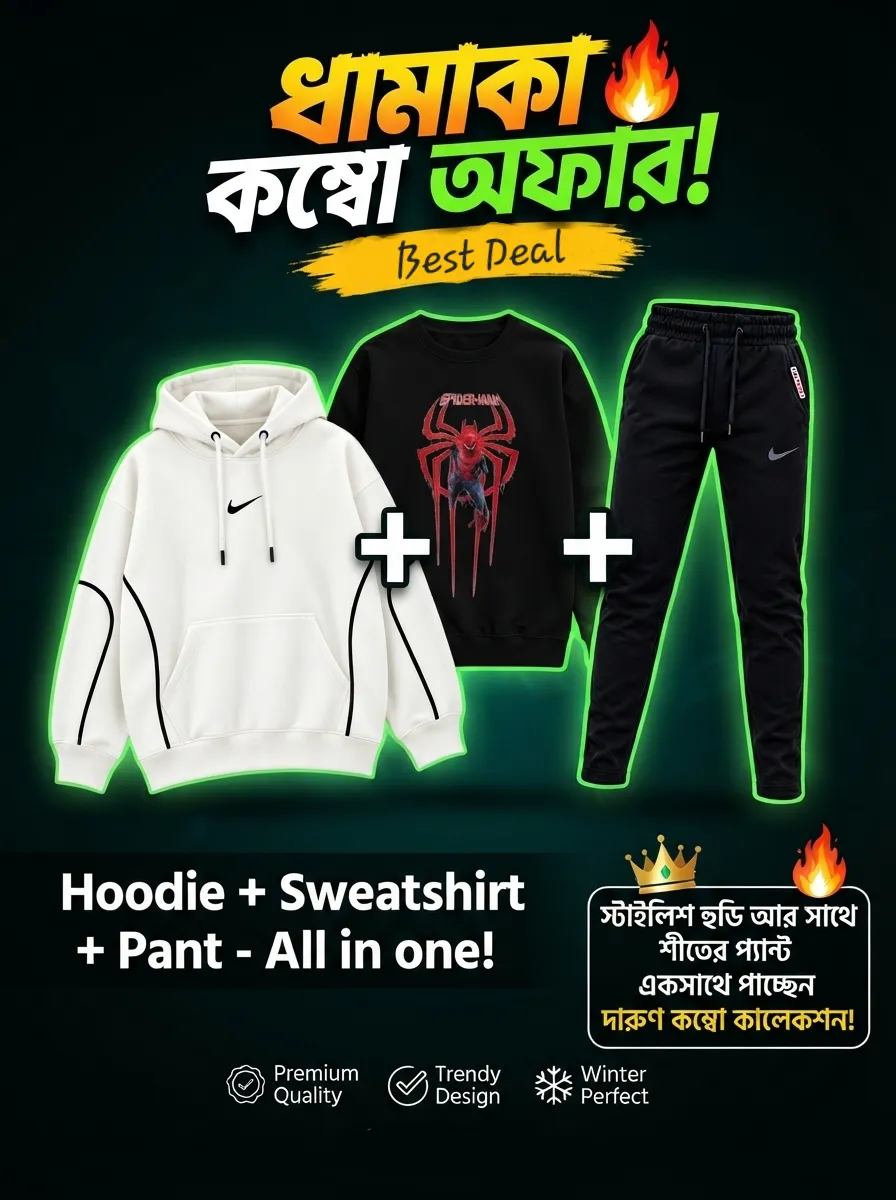 ধামাকা
কম্বো অফার!
Best Deal
SPIDER-MAN
Hoodie + Sweatshirt
+ Pant - All in one!
স্টাইলিশ হুডি আর সাথে
শীতের প্যান্ট
একসাথে পাচ্ছেন
দারুণ কম্বো কালেকশন!
Premium
Quality
Trendy
Design
Winter
Perfect